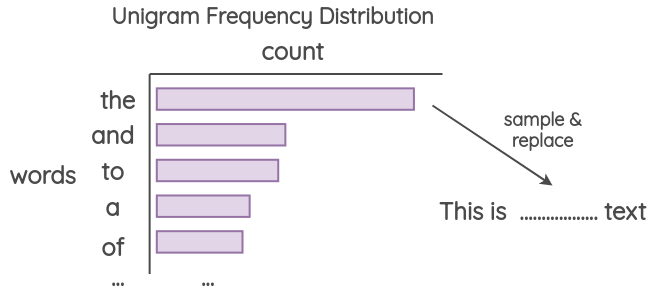 Unigram Frequency Distribution
count
the
and
to
a
of
...
...
words
sample &
replace
This is .................. text